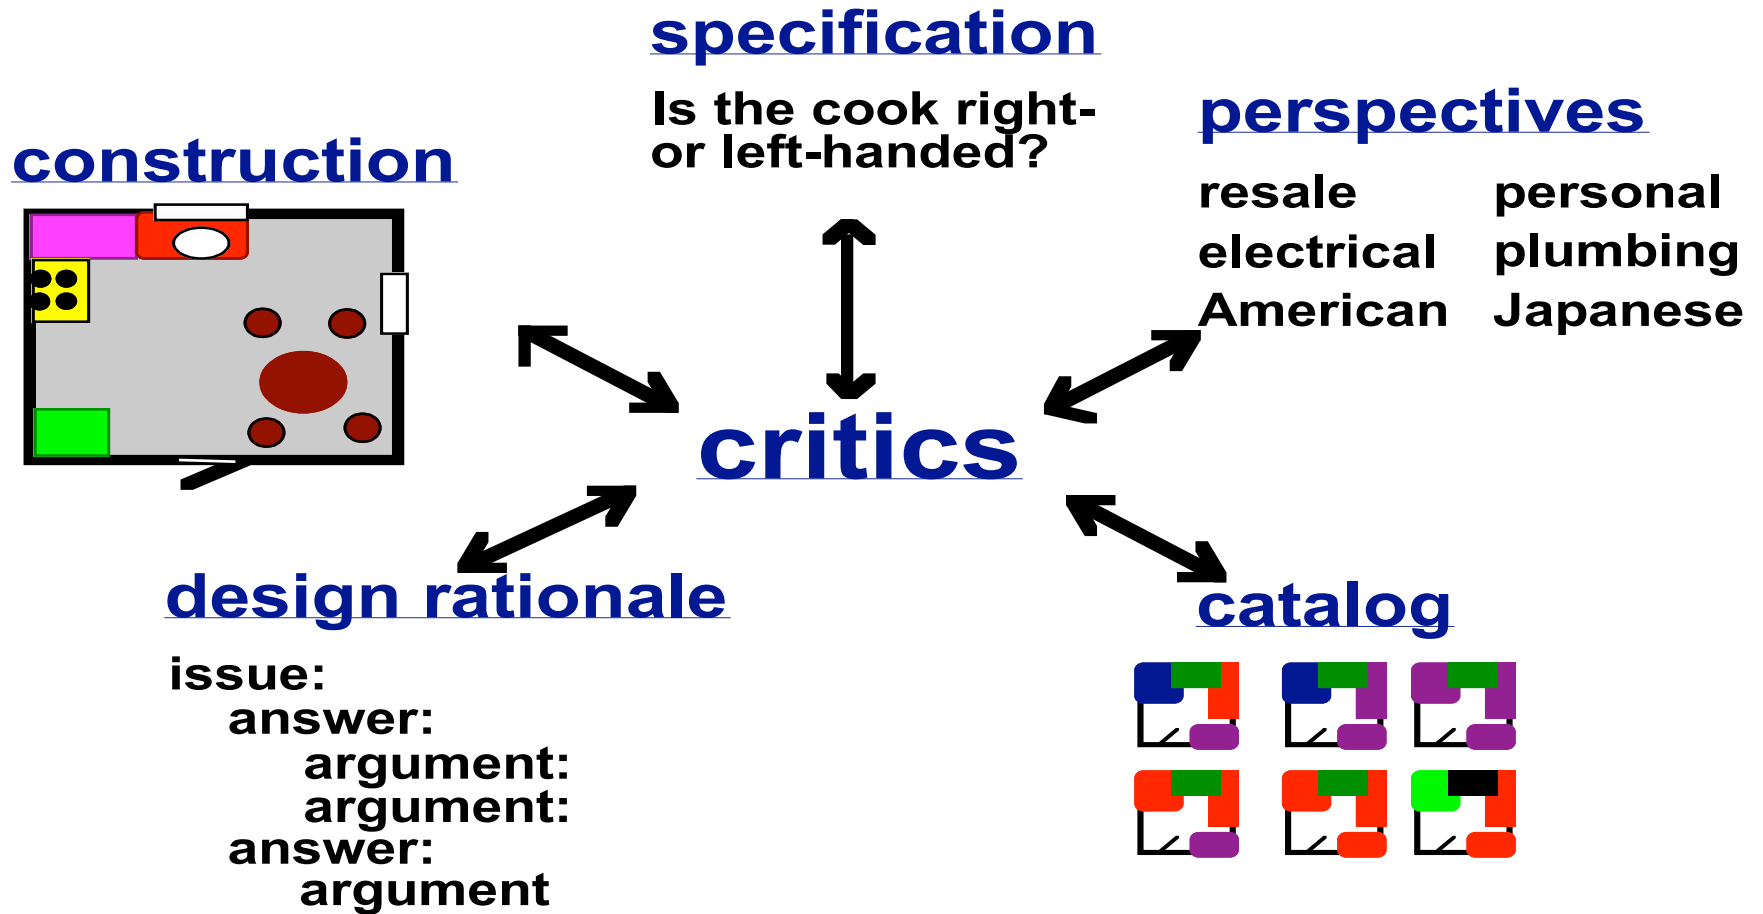 specification
Is the cook right-
or left-handed?
perspectives
resale personal
electrical plumbing
American Japanese
construction
critics
design rationale
issue:
answer:
argument:
argument:
answer:
argument
catalog